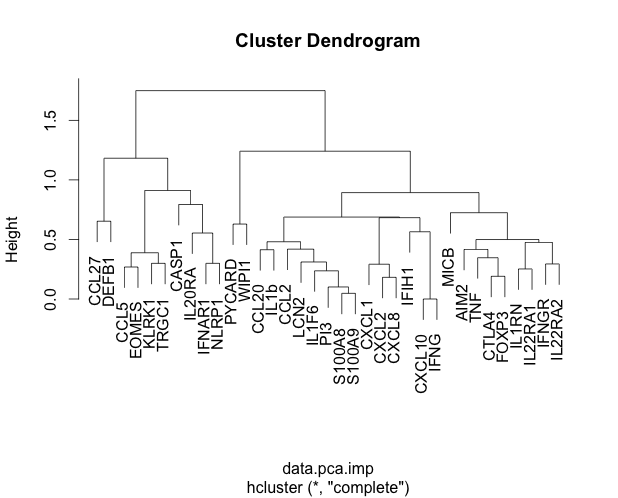 Cluster Dendrogram
Height
1.5
1.0
0.5
0.0
CCL27
DEFB1
CCL5
EOMES
KLRK1
TRGC1
CASP1
IL20RA
IFNAR1
NLRP1
PYCARD
WIPI1
CCL20
IL1b
CCL2
LCN2
IL1F6
PI3
S100A8
S100A9
CXCL1
CXCL2
CXCL8
IFIH1
CXCL10
IFNG
MICB
AIM2
TNF
CTLA4
FOXP3
IL1RN
IL22RA1
IFNGR
IL22RA2
data.pca.imp
hcluster (*, "complete")